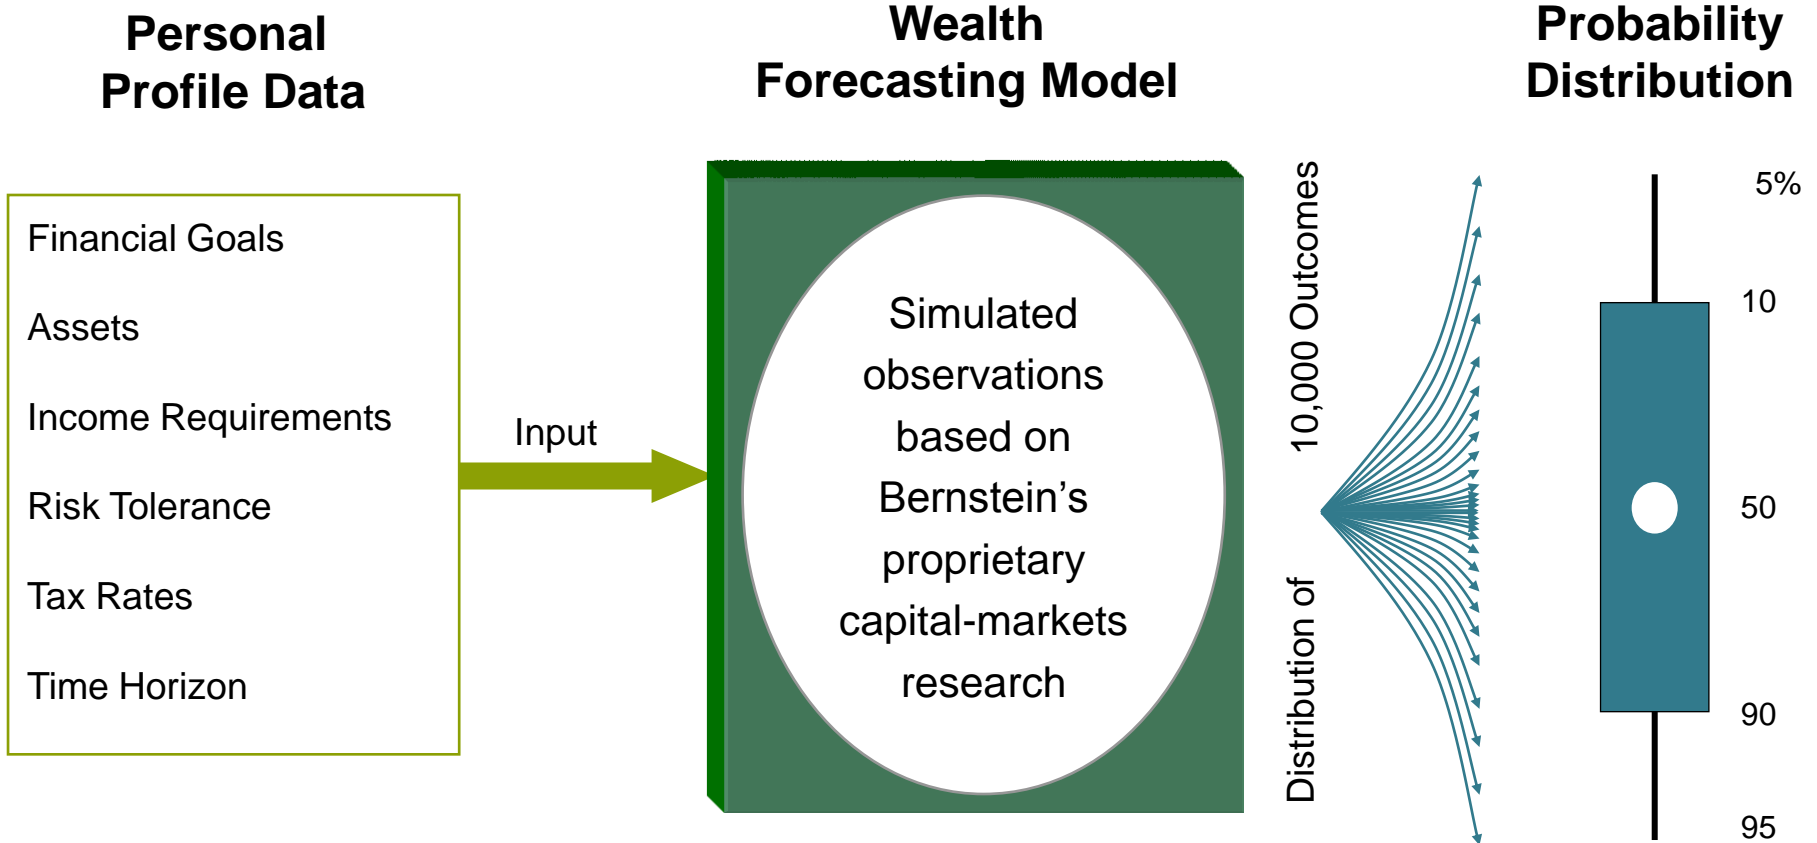 Personal
Profile Data
Financial Goals
Assets
Income Requirements
Risk Tolerance
Tax Rates
Time Horizon
Input
Wealth
Forecasting Model
Simulated
observations
based on
Bernstein’s
proprietary
capital-markets
research
Distribution of 10,000 Outcomes
Probability
Distribution
5%
10
50
90
95